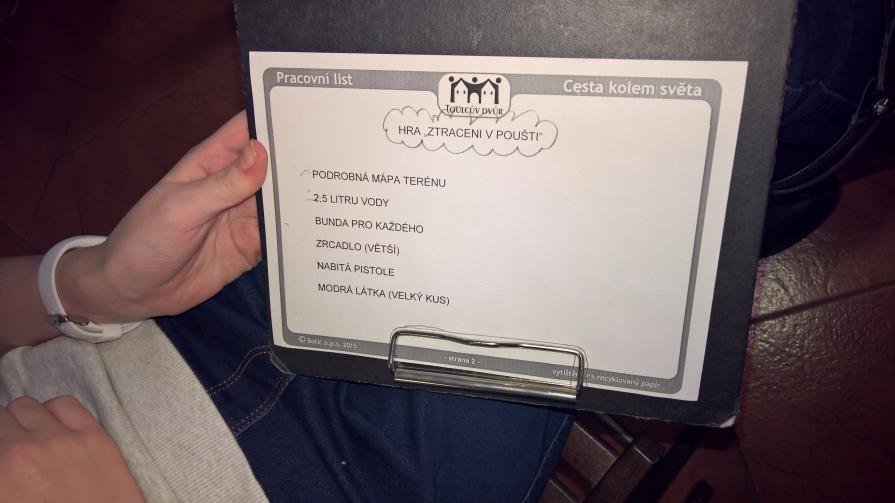 Pracovní list
Cesta kolem světa
TOULCŮV DVŮR
HRA „ZTRACENI V POUŠTI“
PODROBNÁ MAPA TERÉNU
2,5 LITRU VODY
BUNDA PRO KAŽDÉHO
ZRCADLO (VĚTŠÍ)
NABITÁ PISTOLE
MODRÁ LÁTKA (VELKÝ KUS)
© Botič o.p.s. 2015
- strana 2 -
na recyklovaný papír